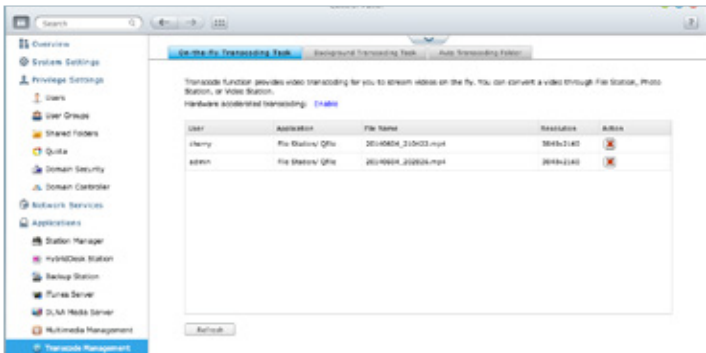 Search
Overview
System Settings
Privilege Settings
Users
User Groups
Shared Folders
Quota
Domain Security
Domain Controller
Network Services
Applications
Station Manager
HybridDesk Station
Backup Station
iTunes Server
DLNA Media Server
Multimedia Management
Transcode Management
On-the-fly Transcoding Task
Background Transcoding Task
Auto Transcoding Folder
Transcode function provides video transcoding for you to stream videos on the fly. You can convert a video through File Station, Photo
Station, or Video Station.
Hardware accelerated transcoding: Enable
User Application File Name Resolution Action
cherry File Station/ Qfile 3840x2160
admin File Station/ Qfile 3840x2160
Refresh